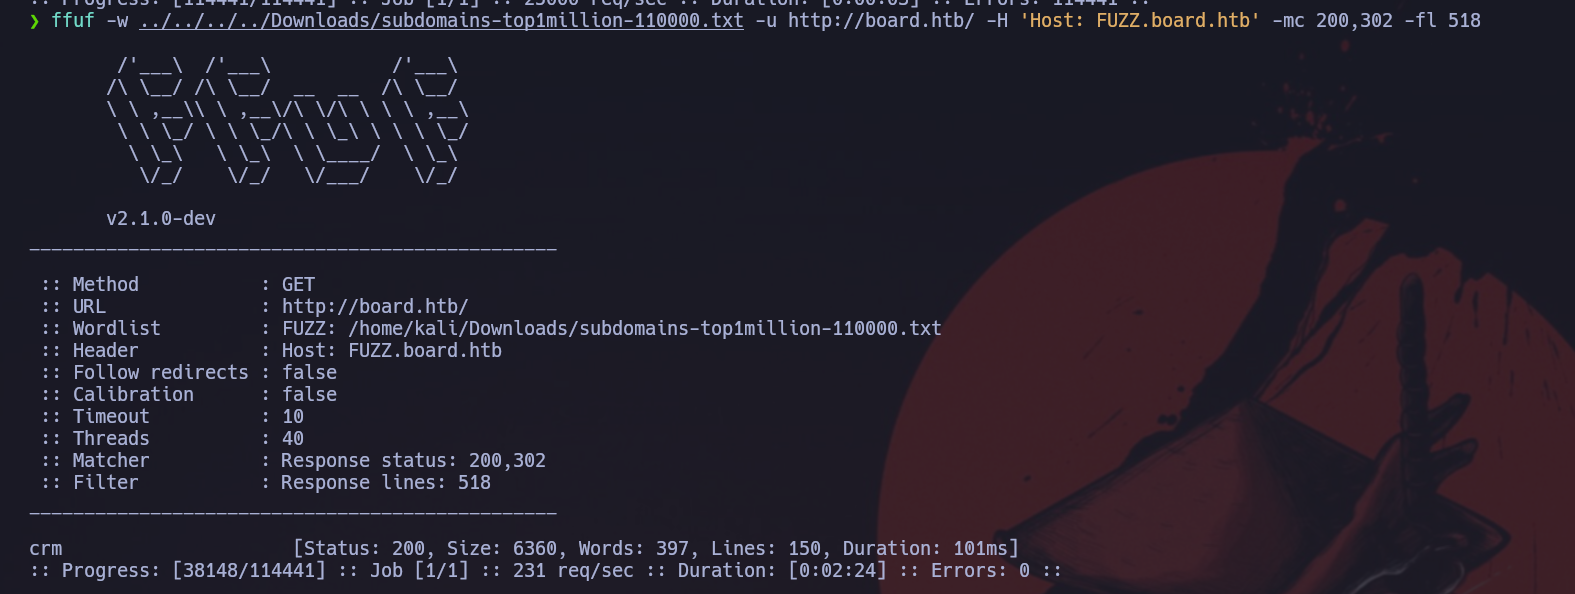 :: Progress: [114441/114441] :: Job [1/1] :: 25000 req/sec :: Duration: [0:00:05] :: Errors: 114441 ::
❯ ffuf -w ../../../../Downloads/subdomains-top1million-110000.txt -u http://board.htb/ -H 'Host: FUZZ.board.htb' -mc 200,302 -fl 518

        /'___\  /'___\           /'___\
       /\ \__/ /\ \__/  __  __  /\ \__/
       \ \ ,__\\ \ ,__\/\ \/\ \ \ \ ,__\
        \ \ \_/ \ \ \_/\ \ \_\ \ \ \ \_/
         \ \_\   \ \_\  \ \____/  \ \_\
          \/_/    \/_/   \/___/    \/_/

       v2.1.0-dev
________________________________________________

 :: Method           : GET
 :: URL              : http://board.htb/
 :: Wordlist         : FUZZ: /home/kali/Downloads/subdomains-top1million-110000.txt
 :: Header           : Host: FUZZ.board.htb
 :: Follow redirects : false
 :: Calibration      : false
 :: Timeout          : 10
 :: Threads          : 40
 :: Matcher          : Response status: 200,302
 :: Filter           : Response lines: 518
________________________________________________

crm                     [Status: 200, Size: 6360, Words: 397, Lines: 150, Duration: 101ms]
:: Progress: [38148/114441] :: Job [1/1] :: 231 req/sec :: Duration: [0:02:24] :: Errors: 0 ::